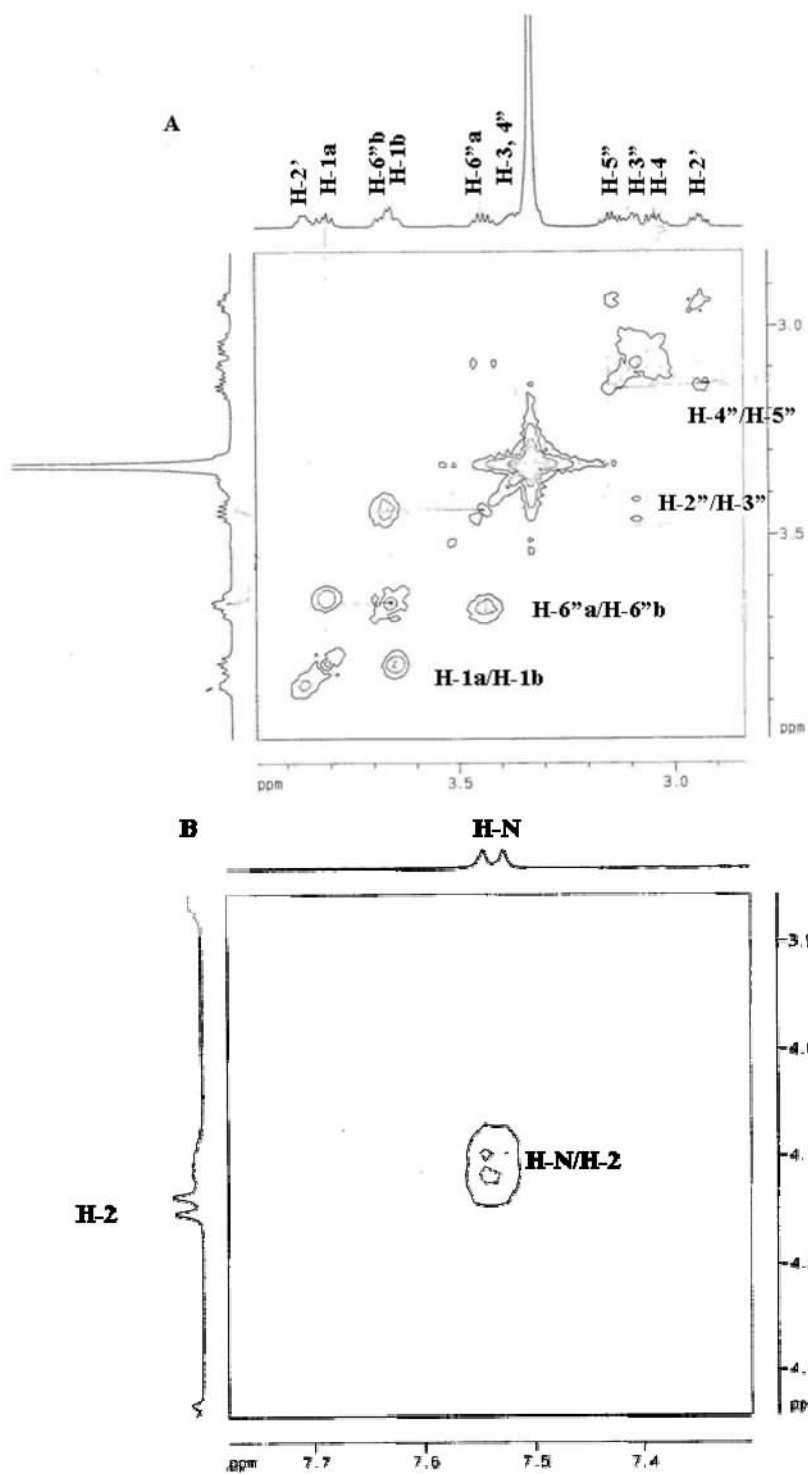 A
H-2'
H-1a
H-6"b
H-1b
H-6"a
H-3, 4"
H-5"
H-3"
H-4
H-2'
3.0
H-4"/H-5"
H-2"/H-3"
3.5
H-6"a/H-6"b
H-1a/H-1b
ppm
ppm
3.5
3.0
B
H-N
H-N/H-2
H-2
ppm
7.7
7.6
7.5
7.4